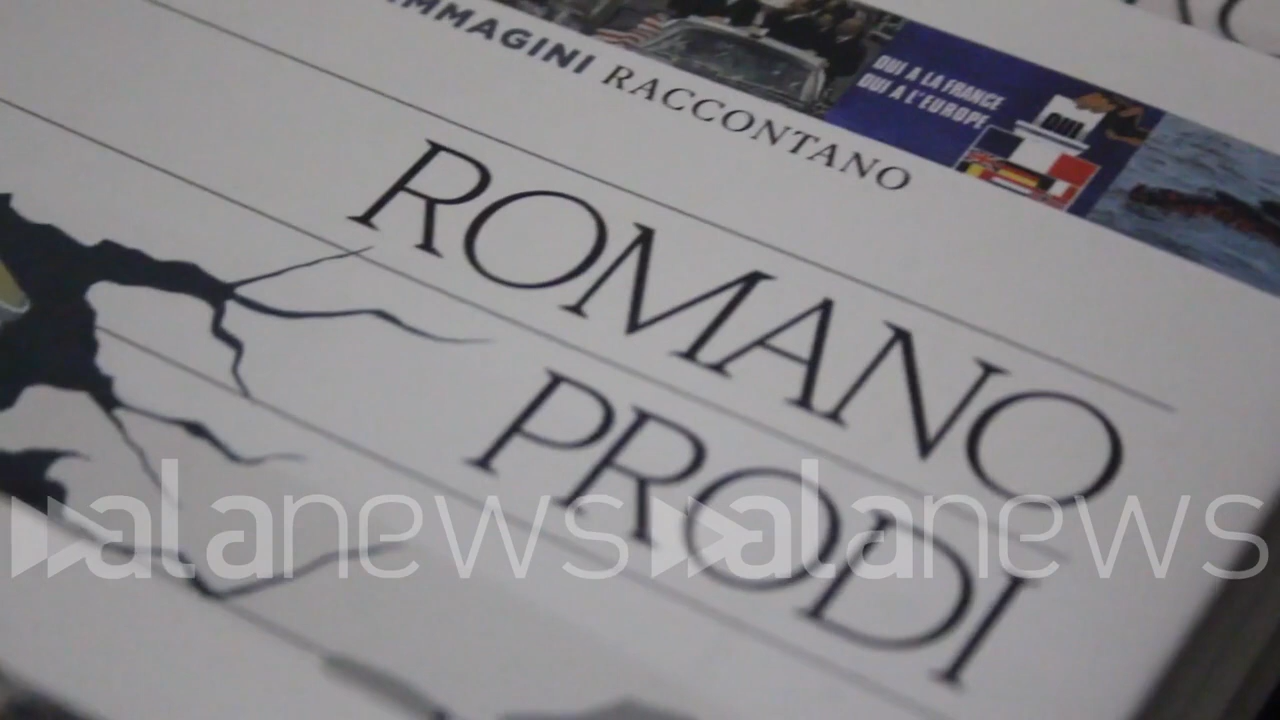 IMMAGINI RACCONTANO
OUI A LA FRANCE
OUI A L'EUROPE
OUI
ROMANO
PRODI
alanews alanews